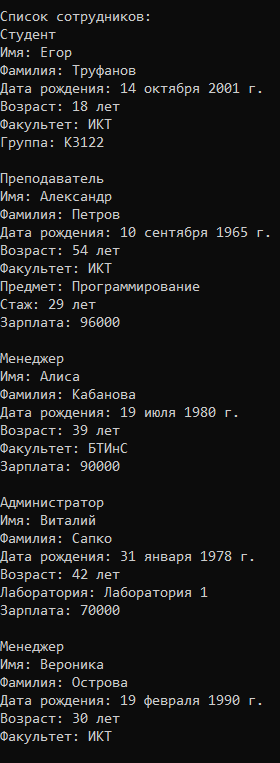 Список сотрудников:
Студент
Имя: Егор
Фамилия: Труфанов
Дата рождения: 14 октября 2001 г.
Возраст: 18 лет
Факультет: ИКТ
Группа: К3122
Преподаватель
Имя: Александр
Фамилия: Петров
Дата рождения: 10 сентября 1965 г.
Возраст: 54 лет
Факультет: ИКТ
Предмет: Программирование
Стаж: 29 лет
Зарплата: 96000
Менеджер
Имя: Алиса
Фамилия: Кабанова
Дата рождения: 19 июля 1980 г.
Возраст: 39 лет
Факультет: БТИнС
Зарплата: 90000
Администратор
Имя: Виталий
Фамилия: Сапко
Дата рождения: 31 января 1978 г.
Возраст: 42 лет
Лаборатория: Лаборатория 1
Зарплата: 70000
Менеджер
Имя: Вероника
Фамилия: Острова
Дата рождения: 19 февраля 1990 г.
Возраст: 30 лет
Факультет: ИКТ